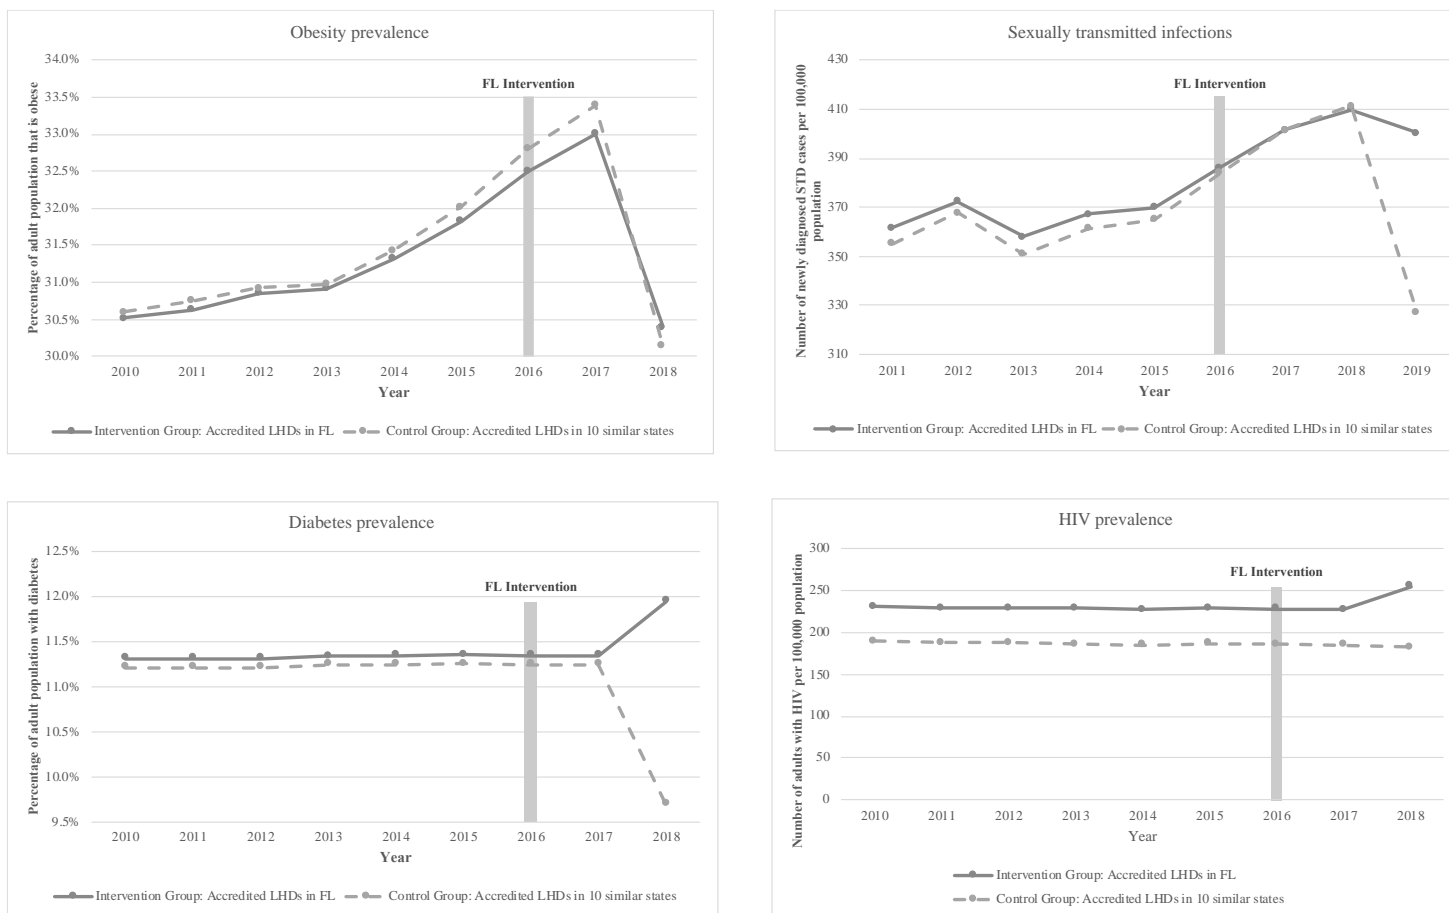 Obesity prevalence
Percentage of adult population that is obese
34.0%
33.5%
33.0%
32.5%
32.0%
31.5%
31.0%
30.5%
30.0%
FL Intervention
2010 2011 2012 2013 2014 2015 2016 2017 2018
Year
Intervention Group: Accredited LHDs in FL Control Group: Accredited LHDs in 10 similar states
Sexually transmitted infections
Number of newly diagnosed STD cases per 100,000
population
430
410
390
370
350
330
310
FL Intervention
2011 2012 2013 2014 2015 2016 2017 2018 2019
Year
Intervention Group: Accredited LHDs in FL Control Group: Accredited LHDs in 10 similar states
Diabetes prevalence
Percentage of adult population with diabetes
12.5%
12.0%
11.5%
11.0%
10.5%
10.0%
9.5%
FL Intervention
2010 2011 2012 2013 2014 2015 2016 2017 2018
Year
Intervention Group: Accredited LHDs in FL Control Group: Accredited LHDs in 10 similar states
HIV prevalence
Number of adults with HIV per 100,000 population
300
250
200
150
100
50
0
FL Intervention
2010 2011 2012 2013 2014 2015 2016 2017 2018
Year
Intervention Group: Accredited LHDs in FL
Control Group: Accredited LHDs in 10 similar states